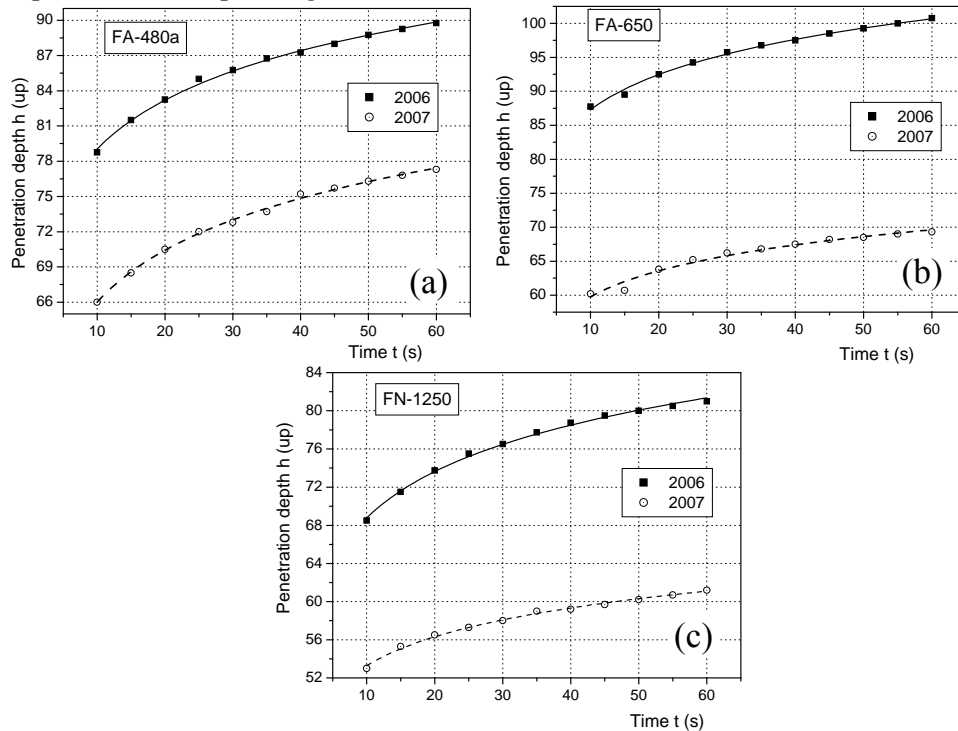 FA-480a
2006
2007
90
87
84
81
78
75
72
69
66
Penetration depth h (up)
10 20 30 40 50 60
Time t (s)
(a)
FA-650
2006
2007
100
95
90
85
80
75
70
65
60
Penetration depth h (up)
10 20 30 40 50 60
Time t (s)
(b)
FN-1250
2006
2007
84
80
76
72
68
64
60
56
52
Penetration depth h (up)
10 20 30 40 50 60
Time t (s)
(c)